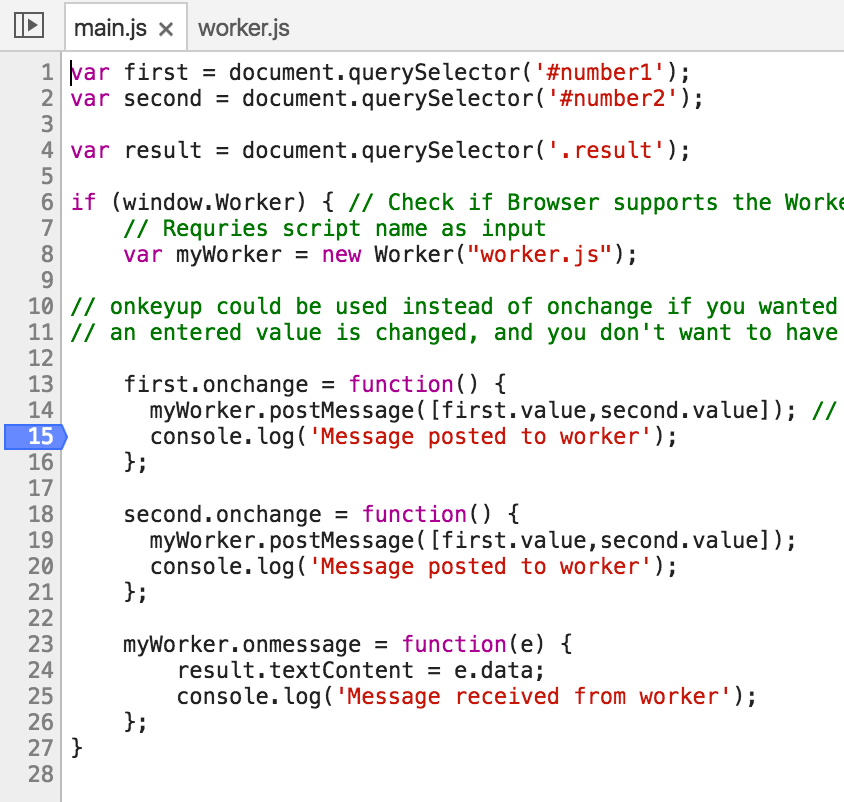 main.js × worker.js
1 var first = document.querySelector('#number1');
2 var second = document.querySelector('#number2');
3
4 var result = document.querySelector('.result');
5
6 if (window.Worker) { // Check if Browser supports the Worke
7 // Requries script name as input
8 var myWorker = new Worker("worker.js");
9
10 // onkeyup could be used instead of onchange if you wanted
11 // an entered value is changed, and you don't want to have
12
13 first.onchange = function() {
14 myWorker.postMessage([first.value,second.value]); //
15 console.log('Message posted to worker');
16 };
17
18 second.onchange = function() {
19 myWorker.postMessage([first.value,second.value]);
20 console.log('Message posted to worker');
21 };
22
23 myWorker.onmessage = function(e) {
24 result.textContent = e.data;
25 console.log('Message received from worker');
26 };
27 }
28